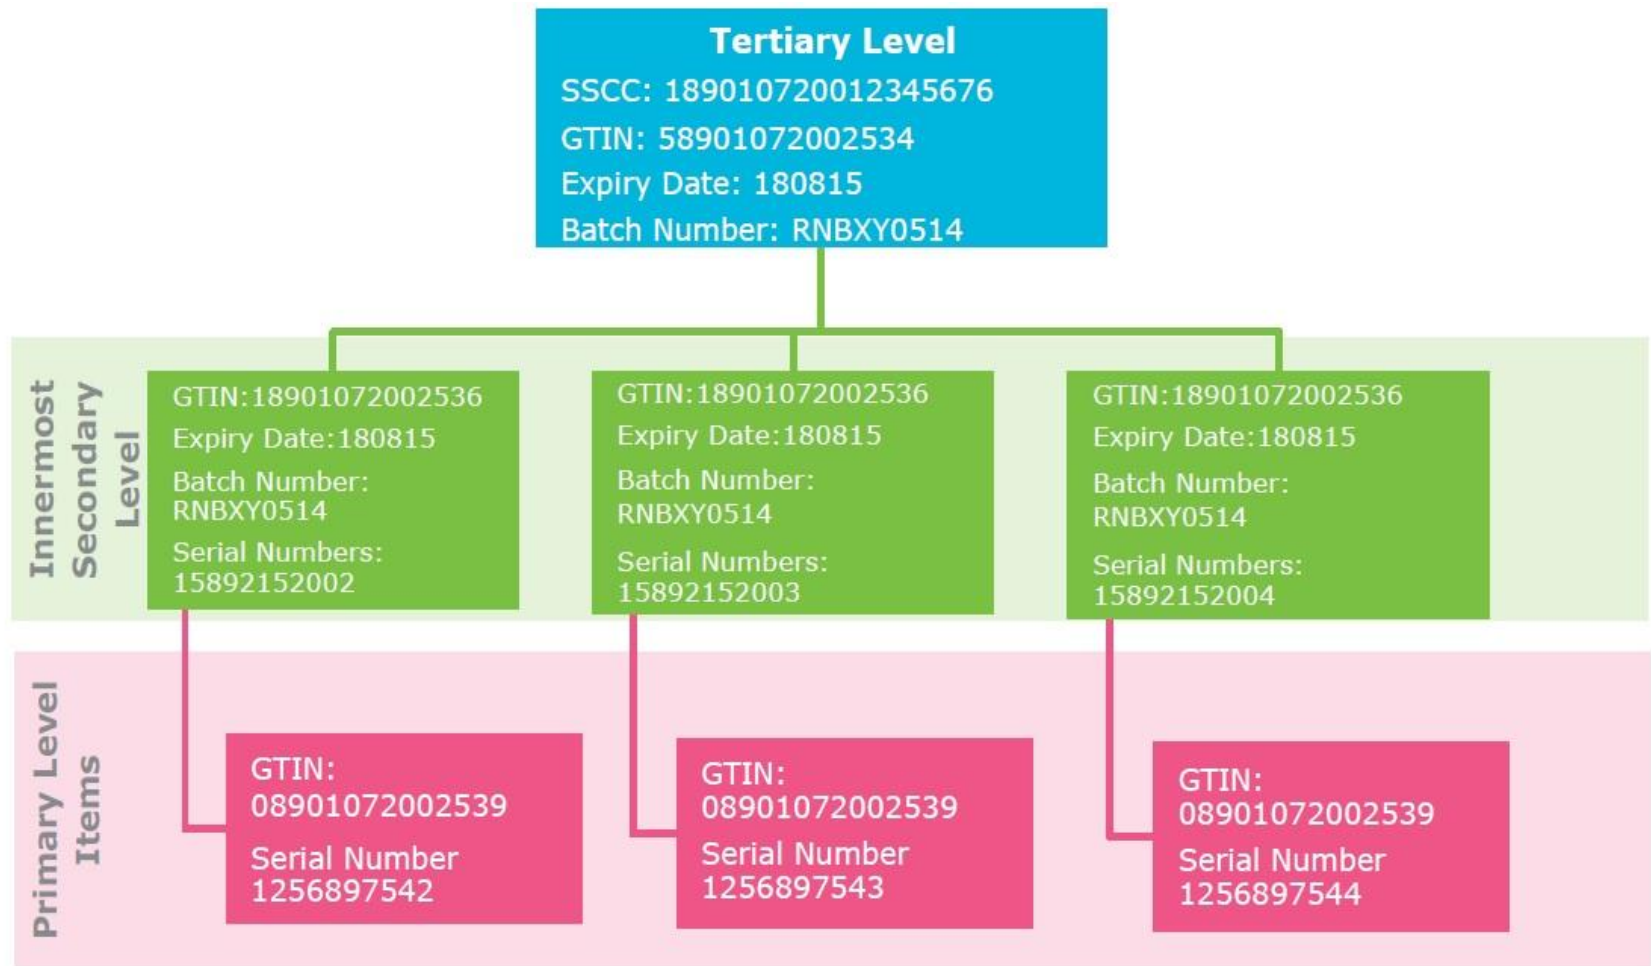 Tertiary Level
SSCC: 189010720012345676
GTIN: 58901072002534
Expiry Date: 180815
Batch Number: RNBXY0514
Innermost
Secondary
Level
GTIN:18901072002536
Expiry Date:180815
Batch Number:
RNBXY0514
Serial Numbers:
15892152002
GTIN:18901072002536
Expiry Date:180815
Batch Number:
RNBXY0514
Serial Numbers:
15892152003
GTIN:18901072002536
Expiry Date:180815
Batch Number:
RNBXY0514
Serial Numbers:
15892152004
Primary Level
Items
GTIN:
08901072002539
Serial Number
1256897542
GTIN:
08901072002539
Serial Number
1256897543
GTIN:
08901072002539
Serial Number
1256897544